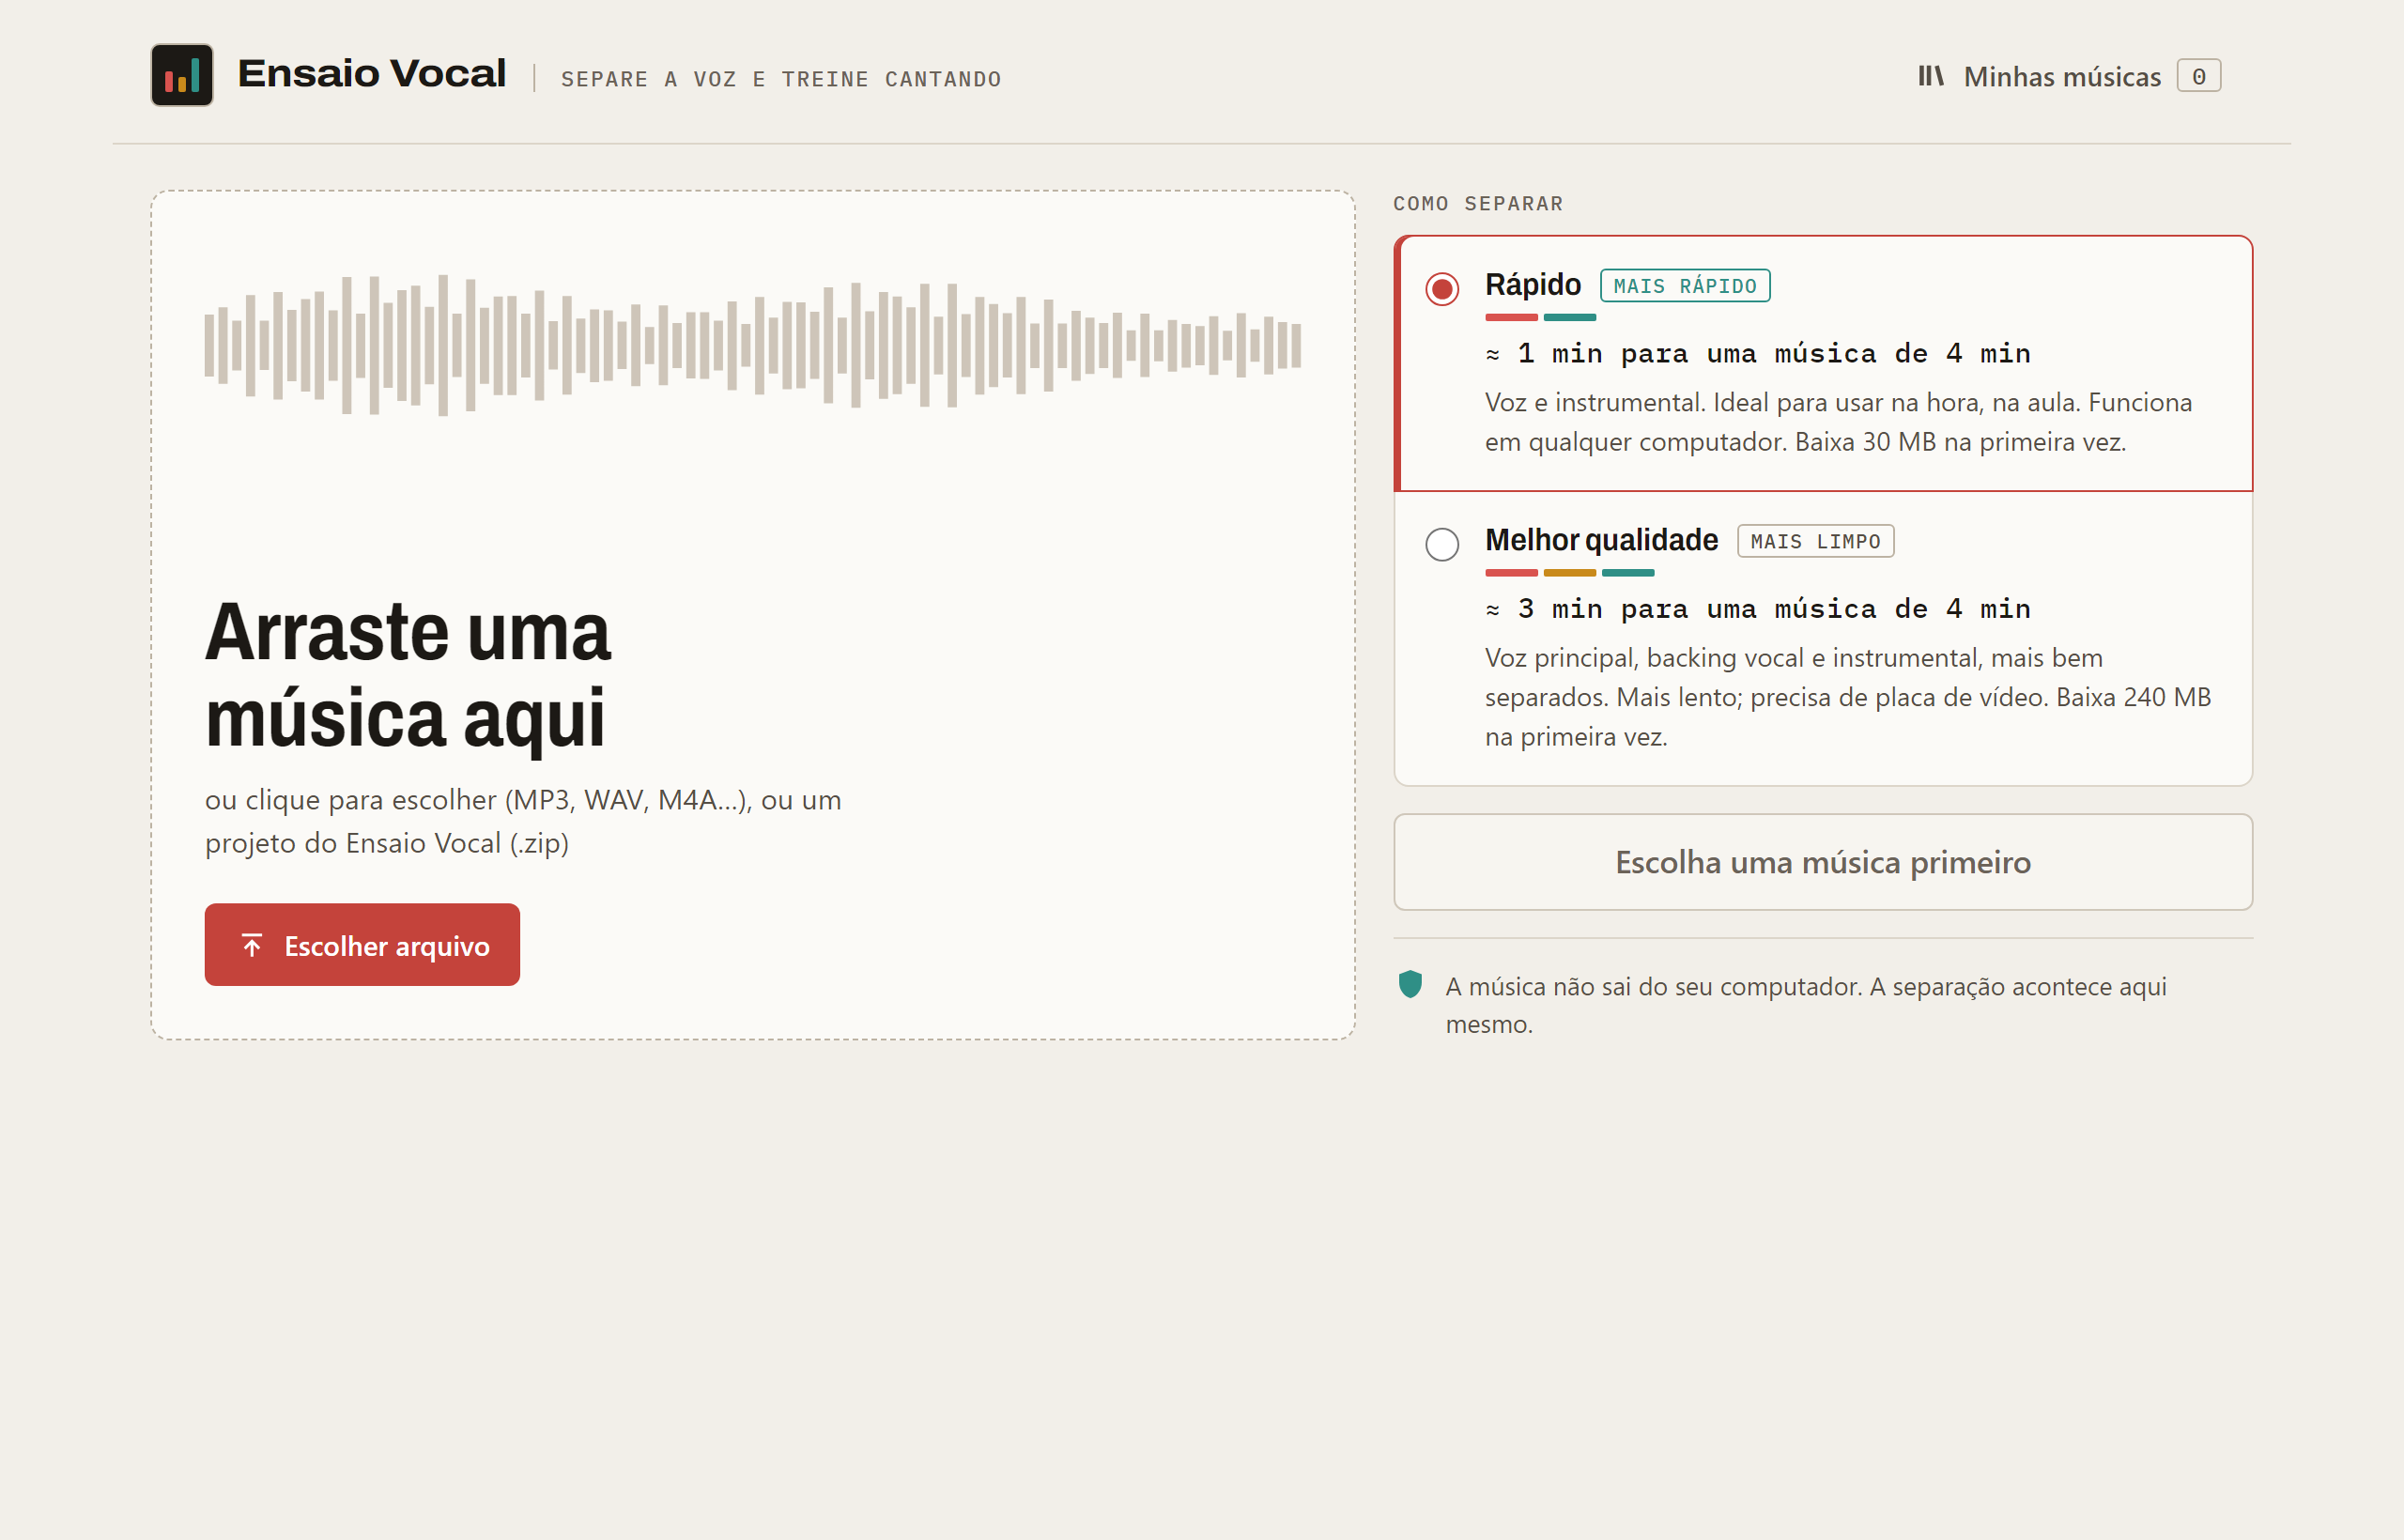 Ensaio Vocal
SEPARE A VOZ E TREINE CANTANDO
Minhas músicas 0
Arraste uma
música aqui
ou clique para escolher (MP3, WAV, M4A…), ou um
projeto do Ensaio Vocal (.zip)
Escolher arquivo
COMO SEPARAR
Rápido MAIS RÁPIDO
≈ 1 min para uma música de 4 min
Voz e instrumental. Ideal para usar na hora, na aula. Funciona
em qualquer computador. Baixa 30 MB na primeira vez.
Melhor qualidade MAIS LIMPO
≈ 3 min para uma música de 4 min
Voz principal, backing vocal e instrumental, mais bem
separados. Mais lento; precisa de placa de vídeo. Baixa 240 MB
na primeira vez.
Escolha uma música primeiro
A música não sai do seu computador. A separação acontece aqui
mesmo.